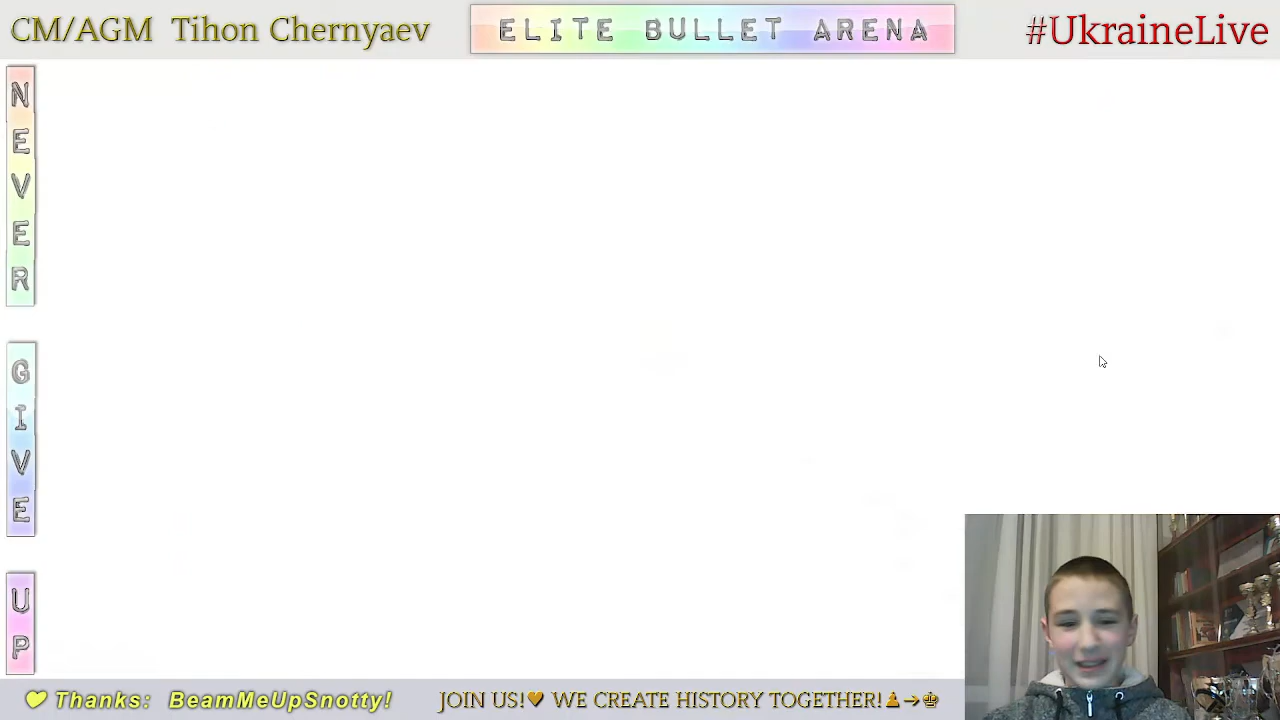 CM/AGM Tihon Chernyaev
ELITE BULLET ARENA
#UkraineLive
NEVER
GIVE
UP
Thanks: BeamMeUpSnotty!
JOIN US!🧡 WE CREATE HISTORY TOGETHER!♟→♚